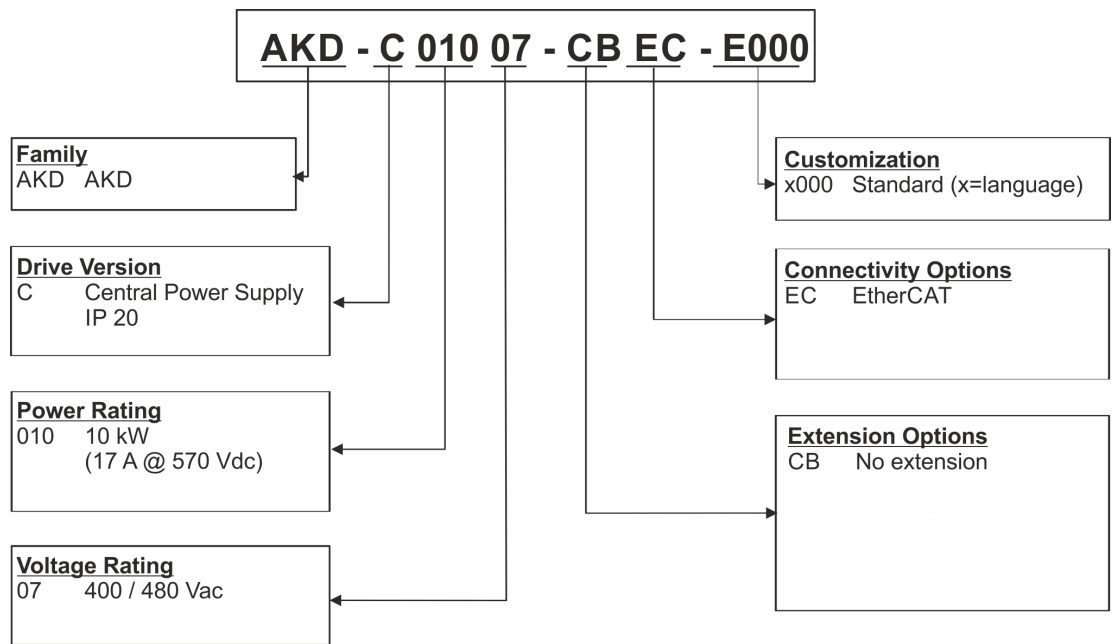 AKD - C 010 07 - CB EC - E000
Family
AKD AKD
Drive Version
C Central Power Supply
IP 20
Power Rating
010 10 kW
(17 A @ 570 Vdc)
Voltage Rating
07 400 / 480 Vac
Customization
x000 Standard (x=language)
Connectivity Options
EC EtherCAT
Extension Options
CB No extension